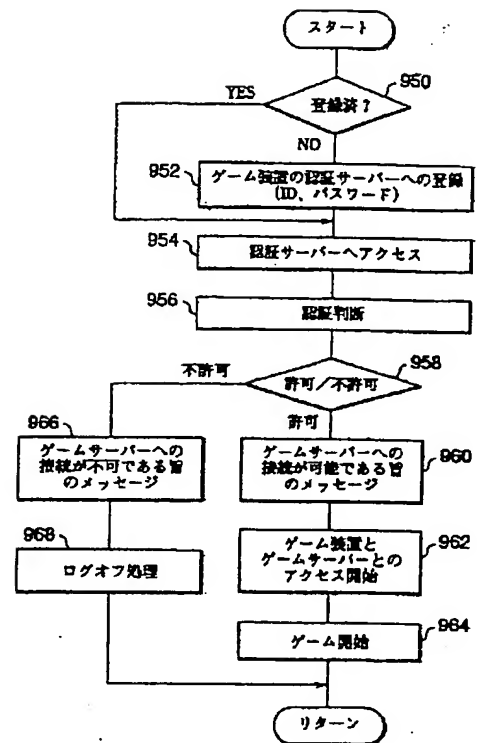 スタート
950
登録済?
YES
NO
952
ゲーム装置の認証サーバーへの登録
(ID、パスワード)
954
認証サーバーへアクセス
956
認証判断
958
不許可
許可/不許可
許可
966
ゲームサーバーへの
接続が不可である旨
のメッセージ
960
ゲームサーバーへの
接続が可能である旨
のメッセージ
968
ログオフ処理
962
ゲーム装置と
ゲームサーバーとの
アクセス開始
964
ゲーム開始
リターン